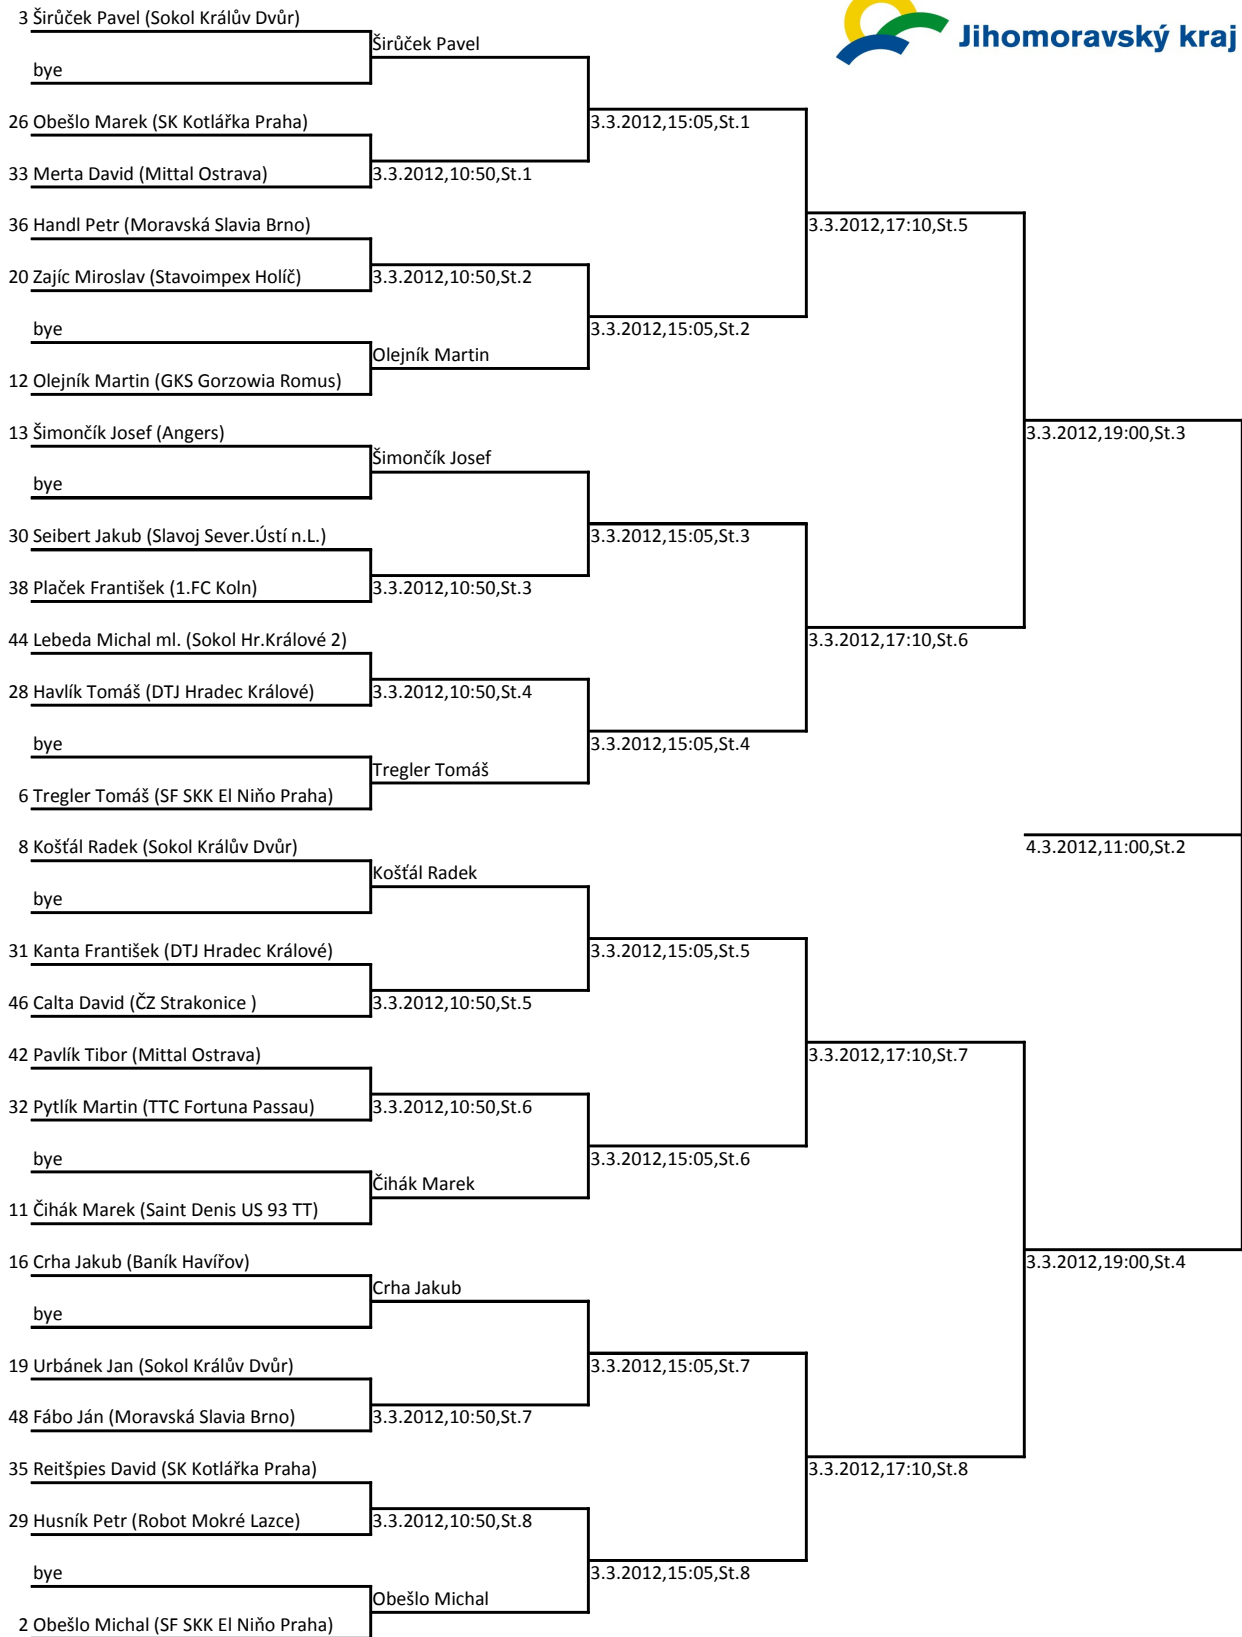 3 Širůček Pavel (Sokol Králův Dvůr)
Jihomoravský kraj
Širůček Pavel
bye
26 Obešlo Marek (SK Kotlářka Praha)
3.3.2012,15:05,St.1
33 Merta David (Mittal Ostrava)
3.3.2012,10:50,St.1
36 Handl Petr (Moravská Slavia Brno)
3.3.2012,17:10,St.5
20 Zajíc Miroslav (Stavoimpex Holíč)
3.3.2012,10:50,St.2
bye
3.3.2012,15:05,St.2
Olejník Martin
12 Olejník Martin (GKS Gorzowia Romus)
13 Šimončík Josef (Angers)
3.3.2012,19:00,St.3
Šimončík Josef
bye
30 Seibert Jakub (Slavoj Sever.Ústí n.L.)
3.3.2012,15:05,St.3
38 Plaček František (1.FC Koln)
3.3.2012,10:50,St.3
44 Lebeda Michal ml. (Sokol Hr.Králové 2)
3.3.2012,17:10,St.6
28 Havlík Tomáš (DTJ Hradec Králové)
3.3.2012,10:50,St.4
bye
3.3.2012,15:05,St.4
Tregler Tomáš
6 Tregler Tomáš (SF SKK El Niňo Praha)
8 Košťál Radek (Sokol Králův Dvůr)
4.3.2012,11:00,St.2
Košťál Radek
bye
31 Kanta František (DTJ Hradec Králové)
3.3.2012,15:05,St.5
46 Calta David (ČZ Strakonice )
3.3.2012,10:50,St.5
42 Pavlík Tibor (Mittal Ostrava)
3.3.2012,17:10,St.7
32 Pytlík Martin (TTC Fortuna Passau)
3.3.2012,10:50,St.6
bye
3.3.2012,15:05,St.6
Čihák Marek
11 Čihák Marek (Saint Denis US 93 TT)
16 Crha Jakub (Baník Havířov)
3.3.2012,19:00,St.4
Crha Jakub
bye
19 Urbánek Jan (Sokol Králův Dvůr)
3.3.2012,15:05,St.7
48 Fábo Ján (Moravská Slavia Brno)
3.3.2012,10:50,St.7
35 Reitšpies David (SK Kotlářka Praha)
3.3.2012,17:10,St.8
29 Husník Petr (Robot Mokré Lazce)
3.3.2012,10:50,St.8
bye
3.3.2012,15:05,St.8
Obešlo Michal
2 Obešlo Michal (SF SKK El Niňo Praha)